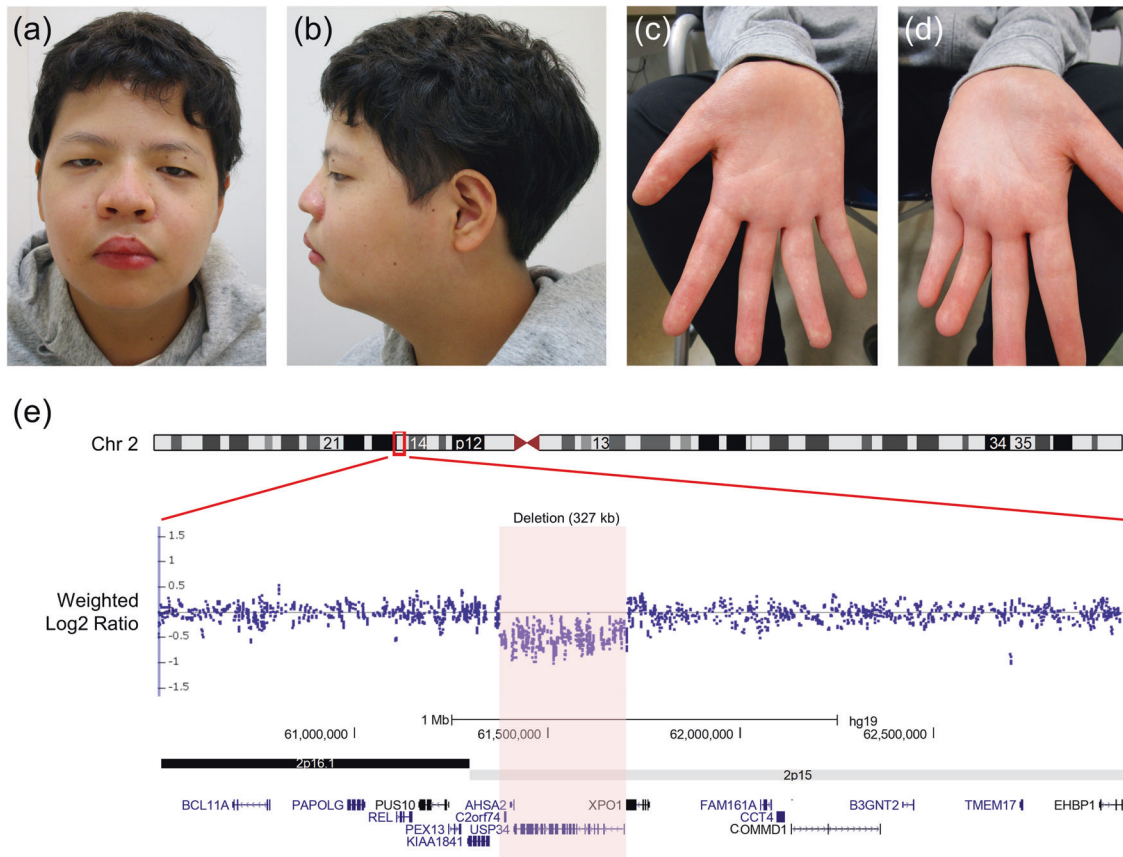 (a)
(b)
(c)
(d)
(e)
Chr 2
21
14
p12
13
34
35
Deletion (327 kb)
Weighted
Log2 Ratio
1.5
1
0.5
0
-0.5
-1
-1.5
1 Mb
hg19
61,000,000
61,500,000
62,000,000
62,500,000
2p16.1
2p15
BCL11A
PAPOLG
PUS10
AHSA2
XPO1
FAM161A
B3GNT2
TMEM17
EHBP1
REL
C2orf74
CCT4
PEX13
USP34
COMMD1
KIAA1841